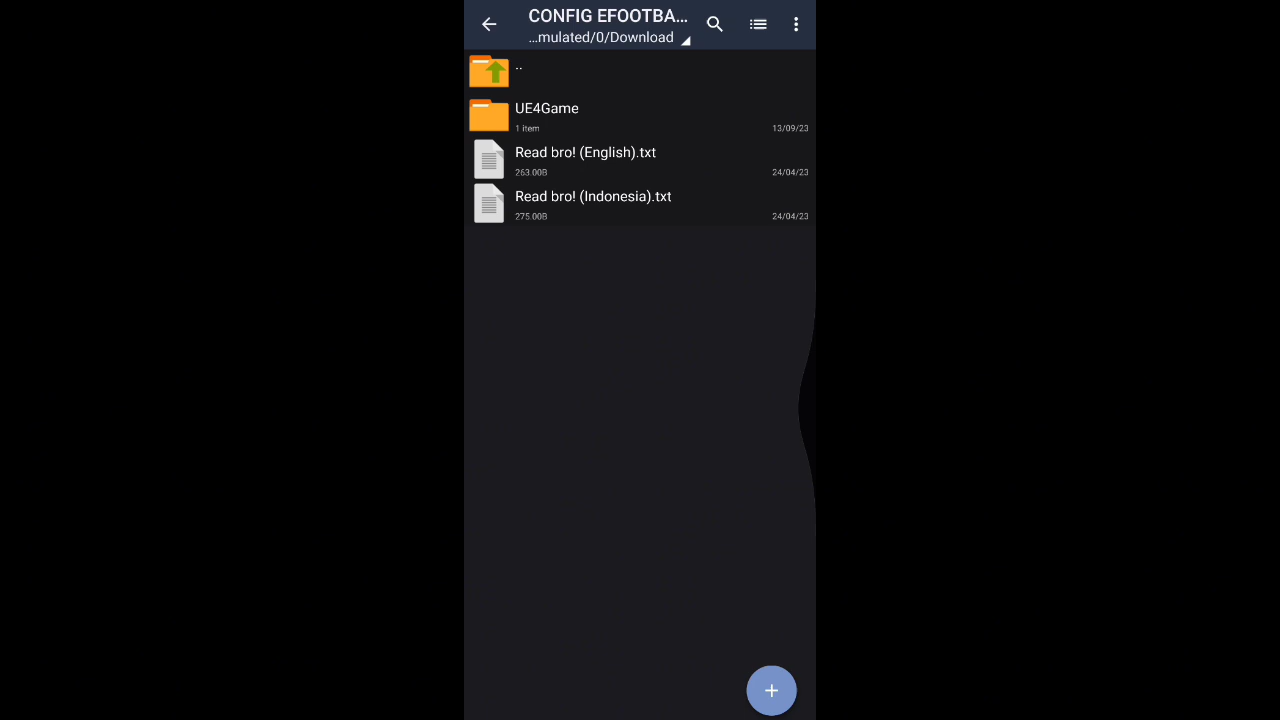 CONFIG EFOOTBA...
...mulated/0/Download
..
UE4Game
1 item
13/09/23
Read bro! (English).txt
263.00B
24/04/23
Read bro! (Indonesia).txt
275.00B
24/04/23